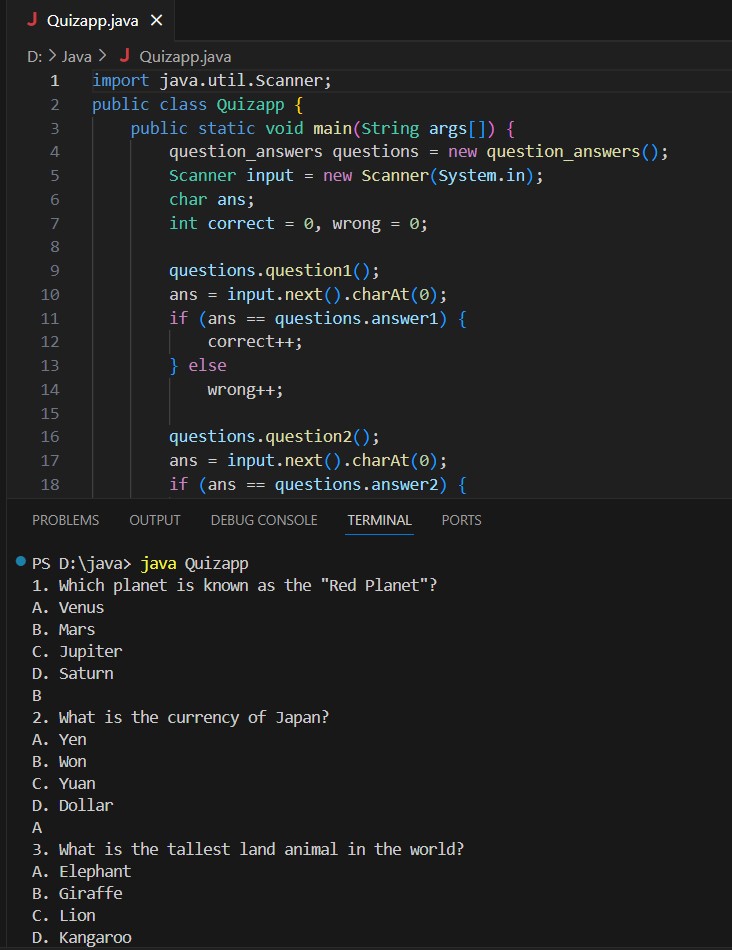 J Quizapp.java ×
D: > Java > J Quizapp.java
1 import java.util.Scanner;
2 public class Quizapp {
3 public static void main(String args[]) {
4 question_answers questions = new question_answers();
5 Scanner input = new Scanner(System.in);
6 char ans;
7 int correct = 0, wrong = 0;
8
9 questions.question1();
10 ans = input.next().charAt(0);
11 if (ans == questions.answer1) {
12 correct++;
13 } else
14 wrong++;
15
16 questions.question2();
17 ans = input.next().charAt(0);
18 if (ans == questions.answer2) {
PROBLEMS OUTPUT DEBUG CONSOLE TERMINAL PORTS
PS D:\java> java Quizapp
1. Which planet is known as the "Red Planet"?
A. Venus
B. Mars
C. Jupiter
D. Saturn
B
2. What is the currency of Japan?
A. Yen
B. Won
C. Yuan
D. Dollar
A
3. What is the tallest land animal in the world?
A. Elephant
B. Giraffe
C. Lion
D. Kangaroo